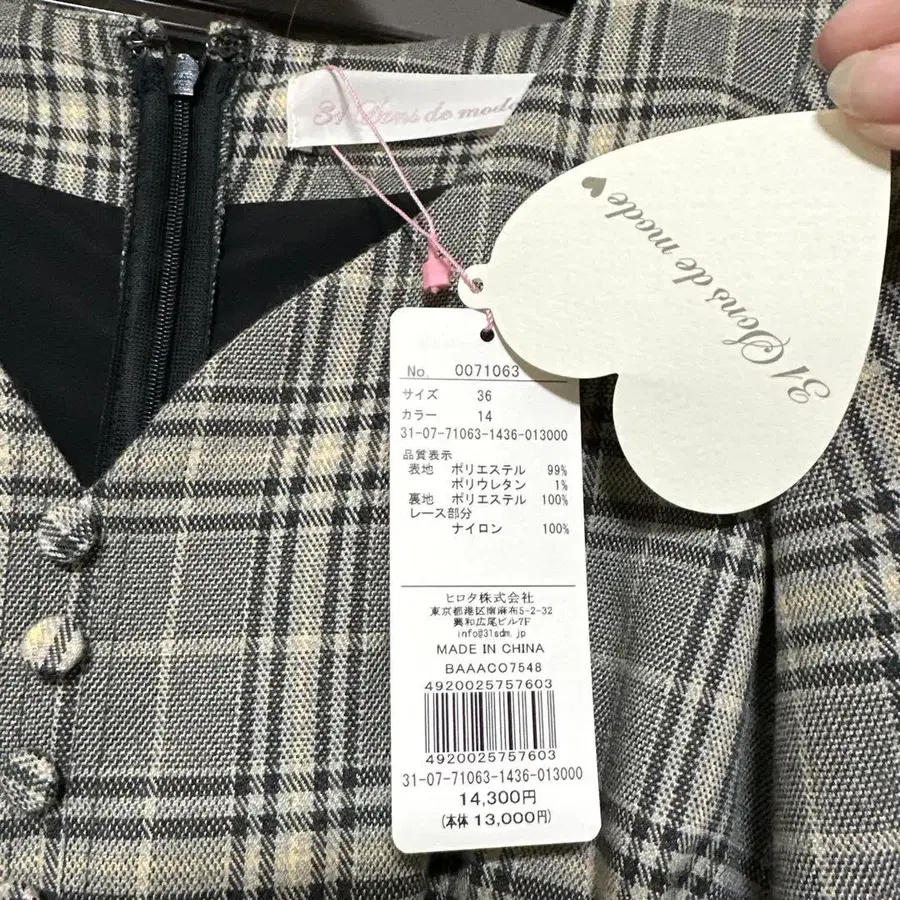 31 Sons de mode
31 Sons de mode
No. 0071063
サイズ 36
カラー 14
31-07-71063-1436-013000
品質表示
表地 ポリエステル 99%
ポリウレタン 1%
裏地 ポリエステル 100%
レース部分
ナイロン 100%
ヒロタ株式会社
東京都港区南麻布5-2-32
興和広尾ビル7F
info@31sdm.jp
MADE IN CHINA
BAAACO7548
4920025757603
4920025757603
31-07-71063-1436-013000
14,300円
(本体 13,000円)